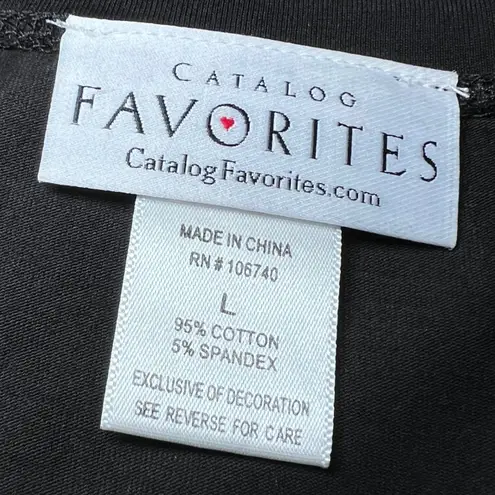 CATALOG
FAVORITES
CatalogFavorites.com
MADE IN CHINA
RN # 106740
L
95% COTTON
5% SPANDEX
EXCLUSIVE OF DECORATION
SEE REVERSE FOR CARE